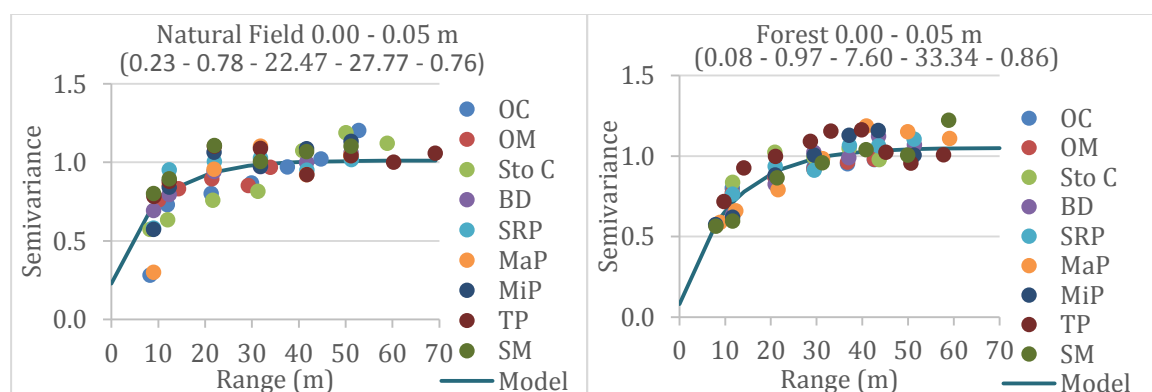 Natural Field 0.00 - 0.05 m
(0.23 - 0.78 - 22.47 - 27.77 - 0.76)
1.5
1.0
0.5
0.0
Semivariance
0 10 20 30 40 50 60 70
Range (m)
OC
OM
Sto C
BD
SRP
MaP
MiP
TP
SM
Model
Forest 0.00 - 0.05 m
(0.08 - 0.97 - 7.60 - 33.34 - 0.86)
1.5
1.0
0.5
0.0
Semivariance
0 10 20 30 40 50 60 70
Range (m)
OC
OM
Sto C
BD
SRP
MaP
MiP
TP
SM
Model